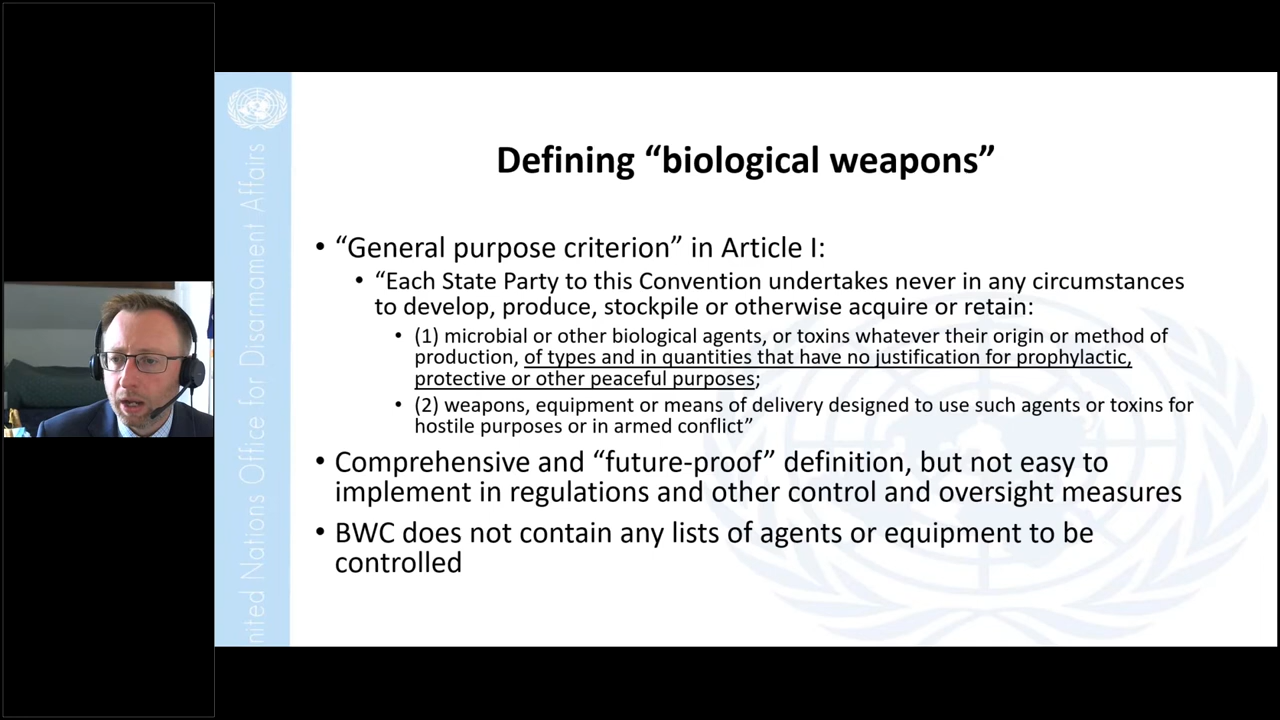 Defining “biological weapons”
• “General purpose criterion” in Article I:
• “Each State Party to this Convention undertakes never in any circumstances
to develop, produce, stockpile or otherwise acquire or retain:
• (1) microbial or other biological agents, or toxins whatever their origin or method of
production, of types and in quantities that have no justification for prophylactic,
protective or other peaceful purposes;
• (2) weapons, equipment or means of delivery designed to use such agents or toxins for
hostile purposes or in armed conflict”
• Comprehensive and “future-proof” definition, but not easy to
implement in regulations and other control and oversight measures
• BWC does not contain any lists of agents or equipment to be
controlled
nited Nations Office for Disarmament Affairs